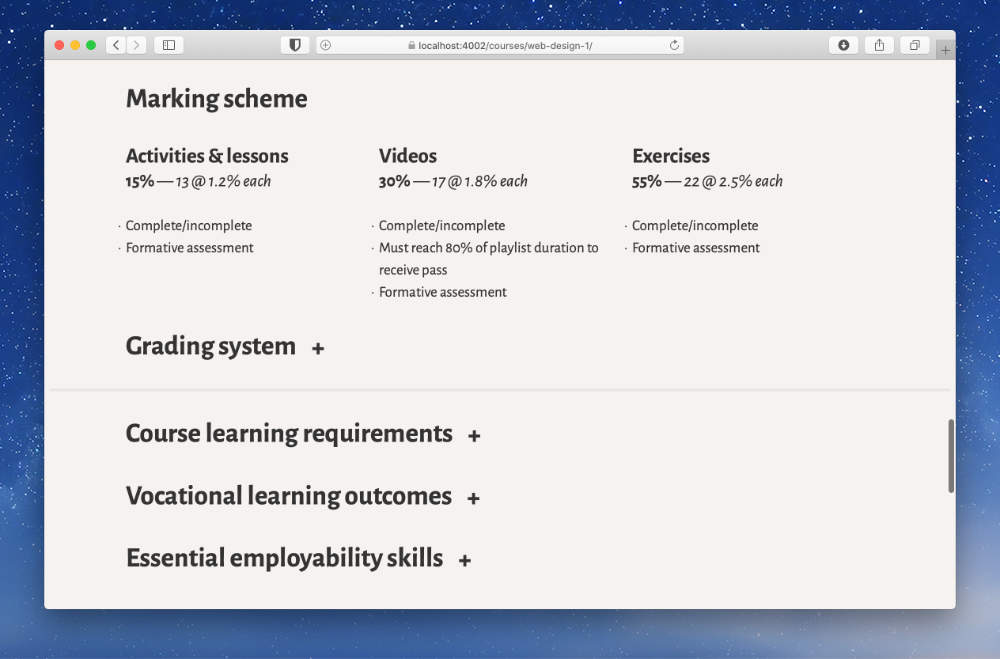 localhost:4002/courses/web-design-1/
Marking scheme
Activities & lessons
15% — 13 @ 1.2% each
· Complete/incomplete
· Formative assessment
Videos
30% — 17 @ 1.8% each
· Complete/incomplete
· Must reach 80% of playlist duration to
receive pass
· Formative assessment
Exercises
55% — 22 @ 2.5% each
· Complete/incomplete
· Formative assessment
Grading system +
Course learning requirements +
Vocational learning outcomes +
Essential employability skills +